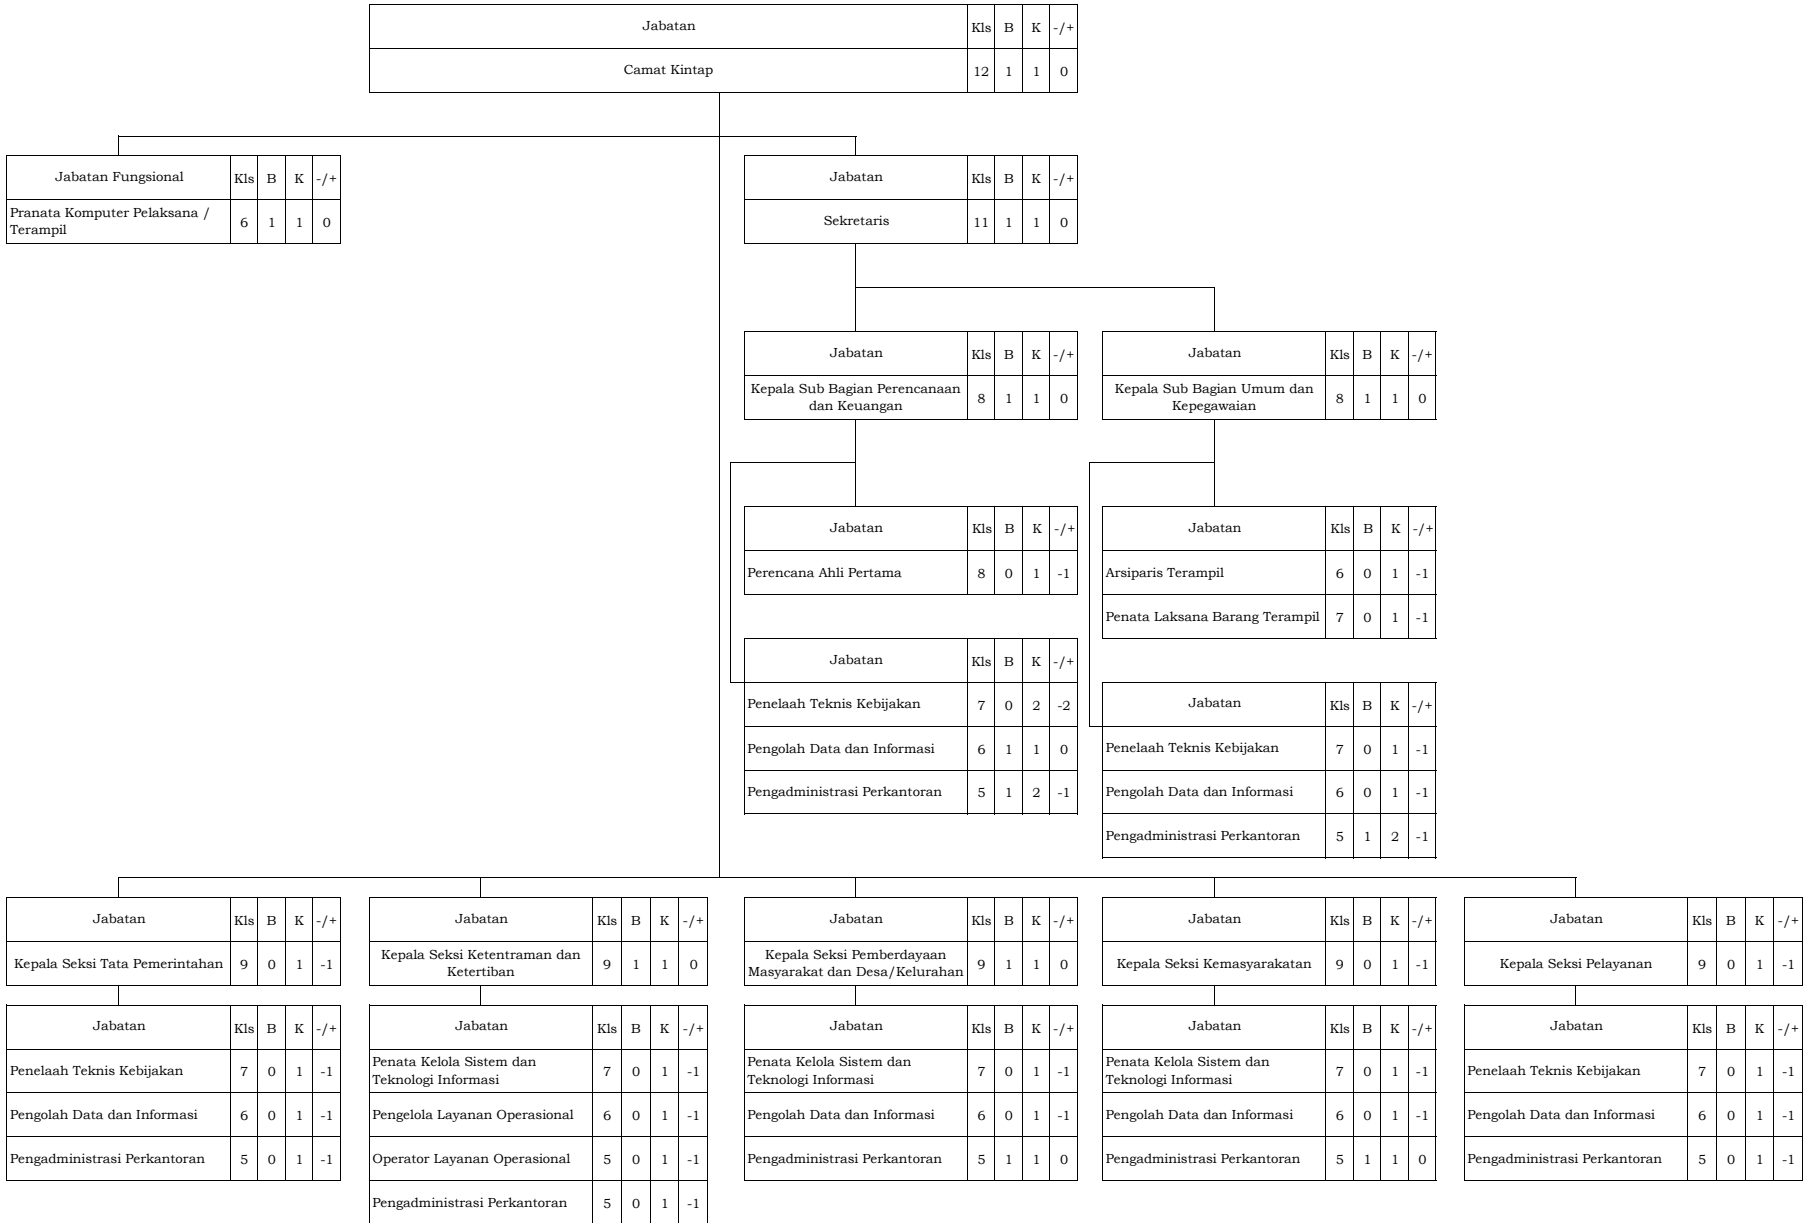 Jabatan Kls B K -/+
Camat Kintap 12 1 1 0
Jabatan Fungsional Kls B K -/+
Pranata Komputer Pelaksana /
Terampil 6 1 1 0
Jabatan Kls B K -/+
Sekretaris 11 1 1 0
Jabatan Kls B K -/+
Kepala Sub Bagian Perencanaan
dan Keuangan 8 1 1 0
Jabatan Kls B K -/+
Kepala Sub Bagian Umum dan
Kepegawaian 8 1 1 0
Jabatan Kls B K -/+
Perencana Ahli Pertama 8 0 1 -1
Jabatan Kls B K -/+
Penelaah Teknis Kebijakan 7 0 2 -2
Pengolah Data dan Informasi 6 1 1 0
Pengadministrasi Perkantoran 5 1 2 -1
Jabatan Kls B K -/+
Arsiparis Terampil 6 0 1 -1
Penata Laksana Barang Terampil 7 0 1 -1
Jabatan Kls B K -/+
Penelaah Teknis Kebijakan 7 0 1 -1
Pengolah Data dan Informasi 6 0 1 -1
Pengadministrasi Perkantoran 5 1 2 -1
Jabatan Kls B K -/+
Kepala Seksi Tata Pemerintahan 9 0 1 -1
Jabatan Kls B K -/+
Penelaah Teknis Kebijakan 7 0 1 -1
Pengolah Data dan Informasi 6 0 1 -1
Pengadministrasi Perkantoran 5 0 1 -1
Jabatan Kls B K -/+
Kepala Seksi Ketentraman dan
Ketertiban 9 1 1 0
Jabatan Kls B K -/+
Penata Kelola Sistem dan
Teknologi Informasi 7 0 1 -1
Pengelola Layanan Operasional 6 0 1 -1
Operator Layanan Operasional 5 0 1 -1
Pengadministrasi Perkantoran 5 0 1 -1
Jabatan Kls B K -/+
Kepala Seksi Pemberdayaan
Masyarakat dan Desa/Kelurahan 9 1 1 0
Jabatan Kls B K -/+
Penata Kelola Sistem dan
Teknologi Informasi 7 0 1 -1
Pengolah Data dan Informasi 6 0 1 -1
Pengadministrasi Perkantoran 5 1 1 0
Jabatan Kls B K -/+
Kepala Seksi Kemasyarakatan 9 0 1 -1
Jabatan Kls B K -/+
Penata Kelola Sistem dan
Teknologi Informasi 7 0 1 -1
Pengolah Data dan Informasi 6 0 1 -1
Pengadministrasi Perkantoran 5 1 1 0
Jabatan Kls B K -/+
Kepala Seksi Pelayanan 9 0 1 -1
Jabatan Kls B K -/+
Penelaah Teknis Kebijakan 7 0 1 -1
Pengolah Data dan Informasi 6 0 1 -1
Pengadministrasi Perkantoran 5 0 1 -1